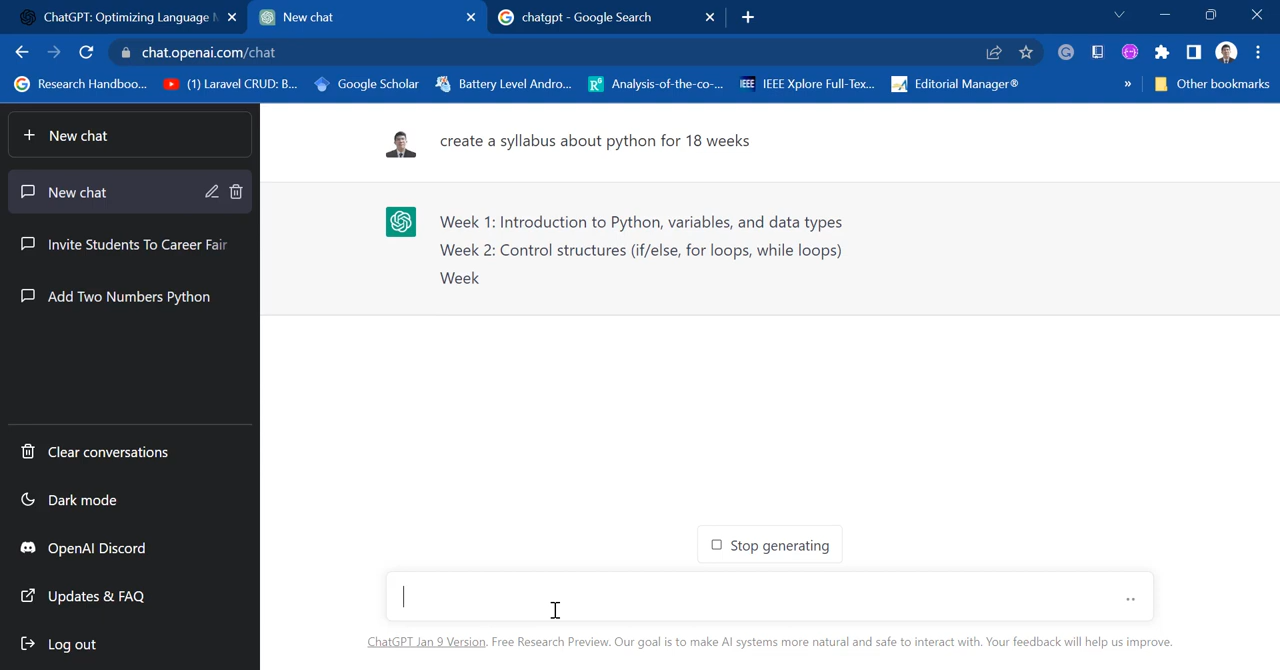 ChatGPT: Optimizing Language M
New chat
chatgpt - Google Search
chat.openai.com/chat
Research Handboo...
(1) Laravel CRUD: B...
Google Scholar
Battery Level Andro...
Analysis-of-the-co-...
IEEE Xplore Full-Tex...
Editorial Manager®
»
Other bookmarks
+ New chat
New chat
Invite Students To Career Fair
Add Two Numbers Python
Clear conversations
Dark mode
OpenAI Discord
Updates & FAQ
Log out
create a syllabus about python for 18 weeks
Week 1: Introduction to Python, variables, and data types
Week 2: Control structures (if/else, for loops, while loops)
Week
Stop generating
..
ChatGPT Jan 9 Version. Free Research Preview. Our goal is to make AI systems more natural and safe to interact with. Your feedback will help us improve.